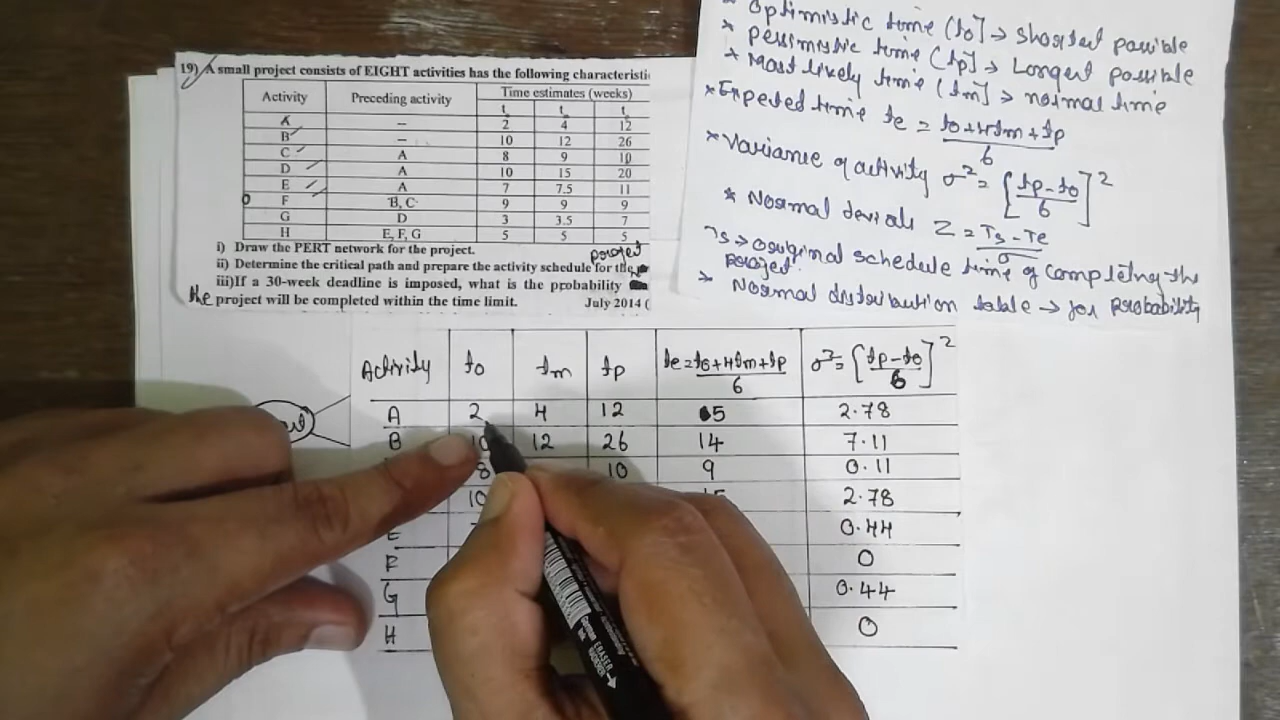 19) A small project consists of EIGHT activities has the following characteristi
Activity Preceding activity Time estimates (weeks)
t t t
A – 2 4 12
B – 10 12 26
C A 8 9 10
D A 10 15 20
E A 7 7.5 11
F B, C 9 9 9
G D 3 3.5 7
H E, F, G 5 5 5
i) Draw the PERT network for the project.
project
ii) Determine the critical path and prepare the activity schedule for the
iii)If a 30-week deadline is imposed, what is the probability
the project will be completed within the time limit. July 2014 (
* Optimistic time [to] → shortest possible
* Pessimistic time [tp] → Longest possible
* Most likely time [tm] → normal time
* Expected time te = to+4tm+tp / 6
* Variance of activity σ² = [tp-to / 6]²
* Normal deviate Z = Ts-Te / σ
Ts → original schedule time of completing the
project.
→ Normal distribution table → for Probability
Activity to tm tp te = to+4tm+tp / 6 σ² = [tp-to / 6]²
A 2 4 12 5 2.78
B 10 12 26 14 7.11
8 10 9 0.11
10 15 2.78
E 0.44
F 0
G 0.44
H 0